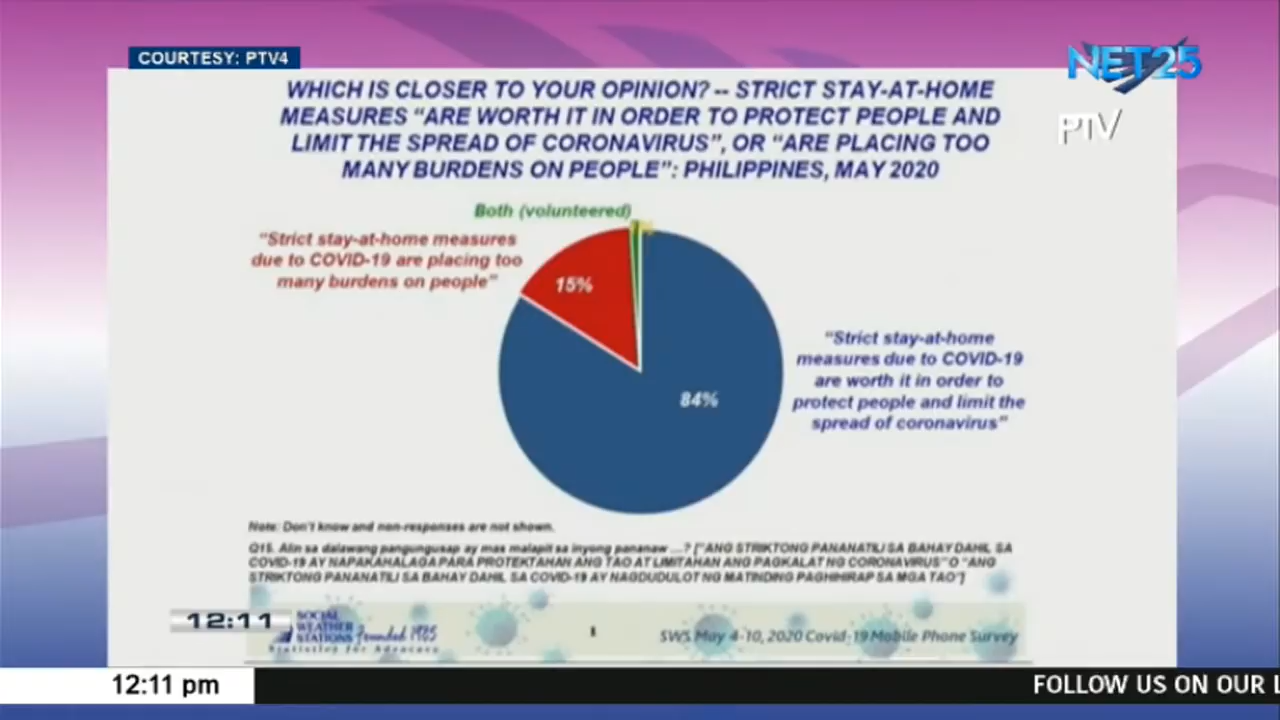 COURTESY: PTV4
NET25
PTV
WHICH IS CLOSER TO YOUR OPINION? -- STRICT STAY-AT-HOME
MEASURES "ARE WORTH IT IN ORDER TO PROTECT PEOPLE AND
LIMIT THE SPREAD OF CORONAVIRUS", OR "ARE PLACING TOO
MANY BURDENS ON PEOPLE": PHILIPPINES, MAY 2020
Both (volunteered)
"Strict stay-at-home measures
due to COVID-19 are placing too
many burdens on people"
15%
84%
"Strict stay-at-home
measures due to COVID-19
are worth it in order to
protect people and limit the
spread of coronavirus"
Note: Don't know and non-responses are not shown.
Q15. Alin sa dalawang pangungusap ay mas malapit sa inyong pananaw ...? ["ANG STRIKTONG PANANATILI SA BAHAY DAHIL SA
COVID-19 AY NAPAKAHALAGA PARA PROTEKTAHAN ANG TAO AT LIMITAHAN ANG PAGKALAT NG CORONAVIRUS" O "ANG
STRIKTONG PANANATILI SA BAHAY DAHIL SA COVID-19 AY NAGDUDULOT NG MATINDING PAGHIHIRAP SA MGA TAO"]
12:11
SOCIAL
WEATHER
STATIONS Founded 1985
Statistics for Advocacy
1
SWS May 4-10, 2020 Covid-19 Mobile Phone Survey
12:11 pm
FOLLOW US ON OUR L